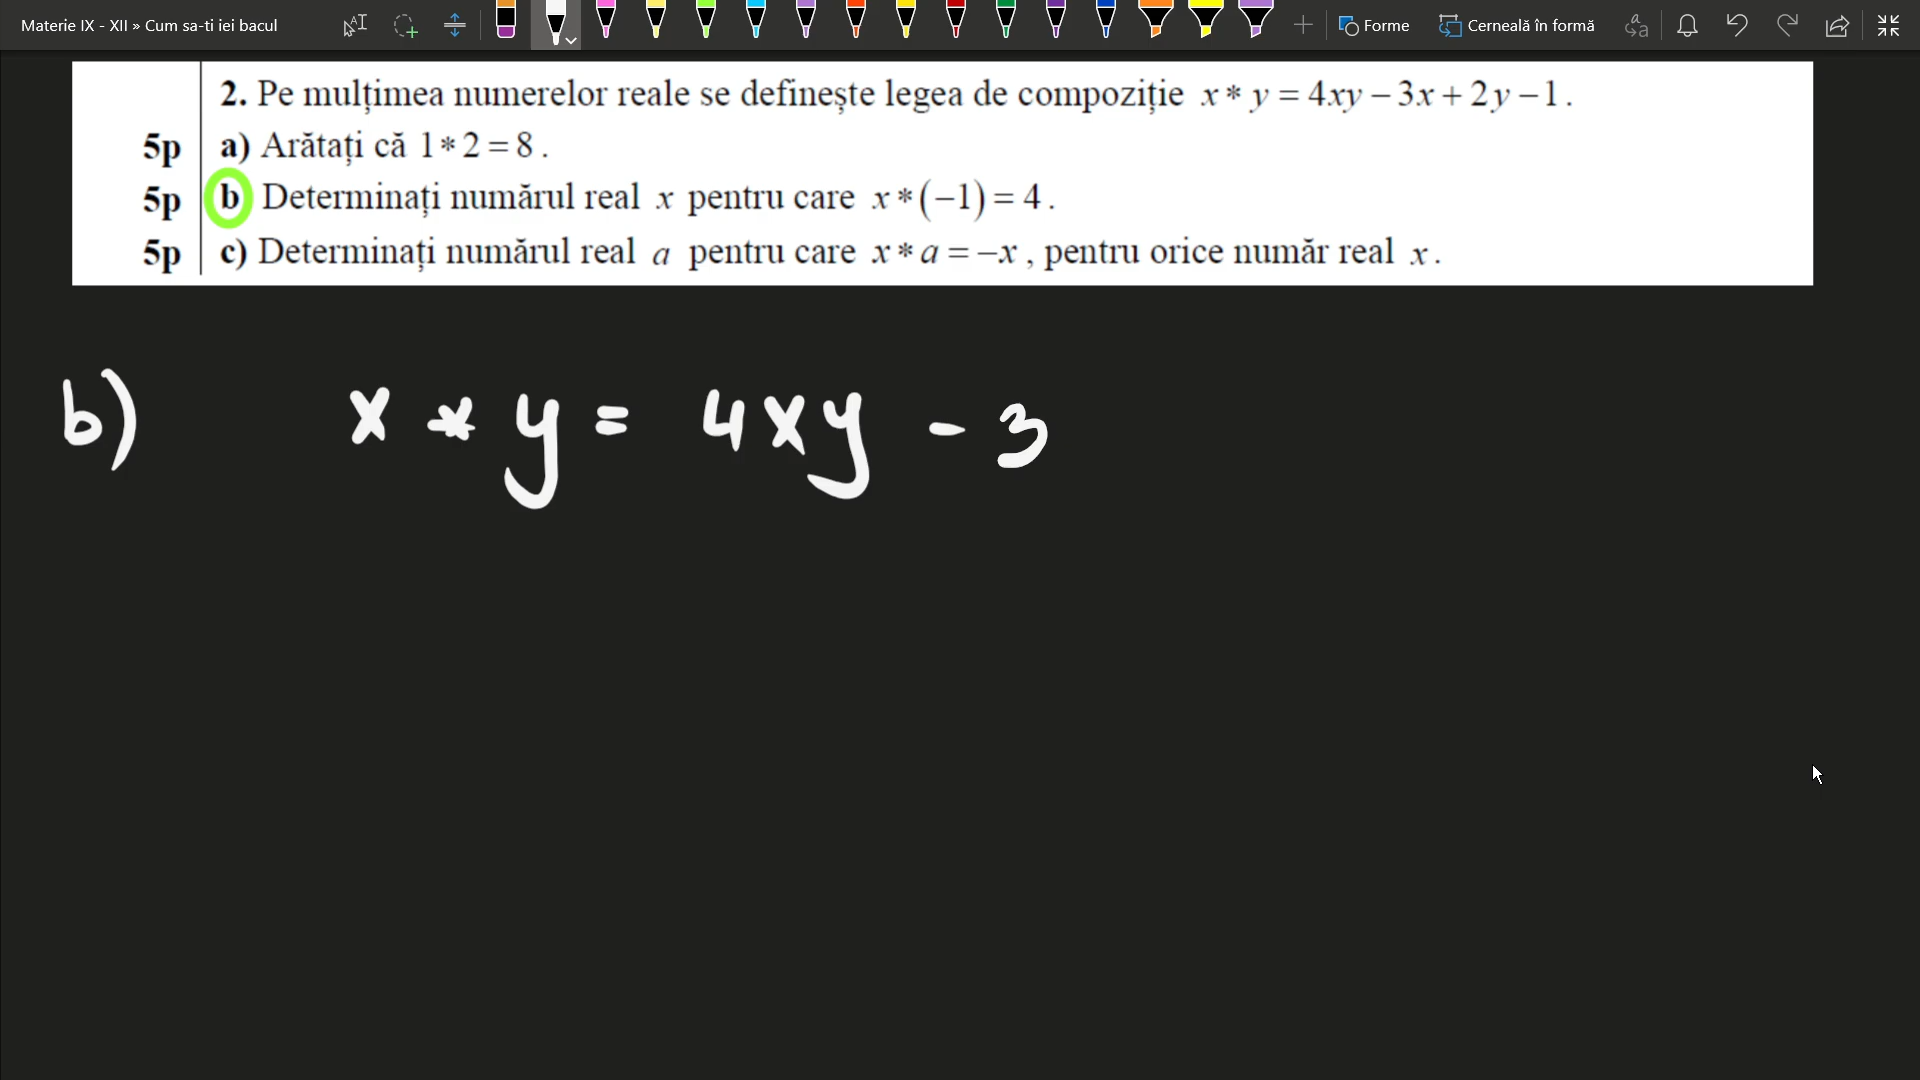 Materie IX - XII » Cum sa-ti iei bacul
Forme
Cerneală în formă
2. Pe mulțimea numerelor reale se definește legea de compoziție x * y = 4xy − 3x + 2y − 1 .
5p a) Arătați că 1 * 2 = 8 .
5p b Determinați numărul real x pentru care x * (−1) = 4 .
5p c) Determinați numărul real a pentru care x * a = −x , pentru orice număr real x .
b) x * y = 4xy - 3